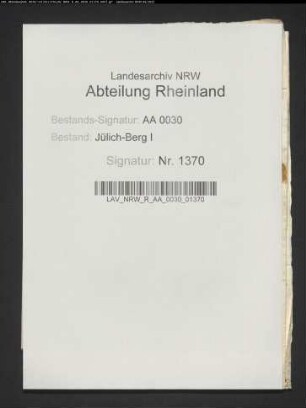 Landesarchiv NRW
Abteilung Rheinland
Bestands-Signatur: AA 0030
Bestand: Jülich-Berg I
Signatur: Nr. 1370
LAV_NRW_R_AA_0030_01370